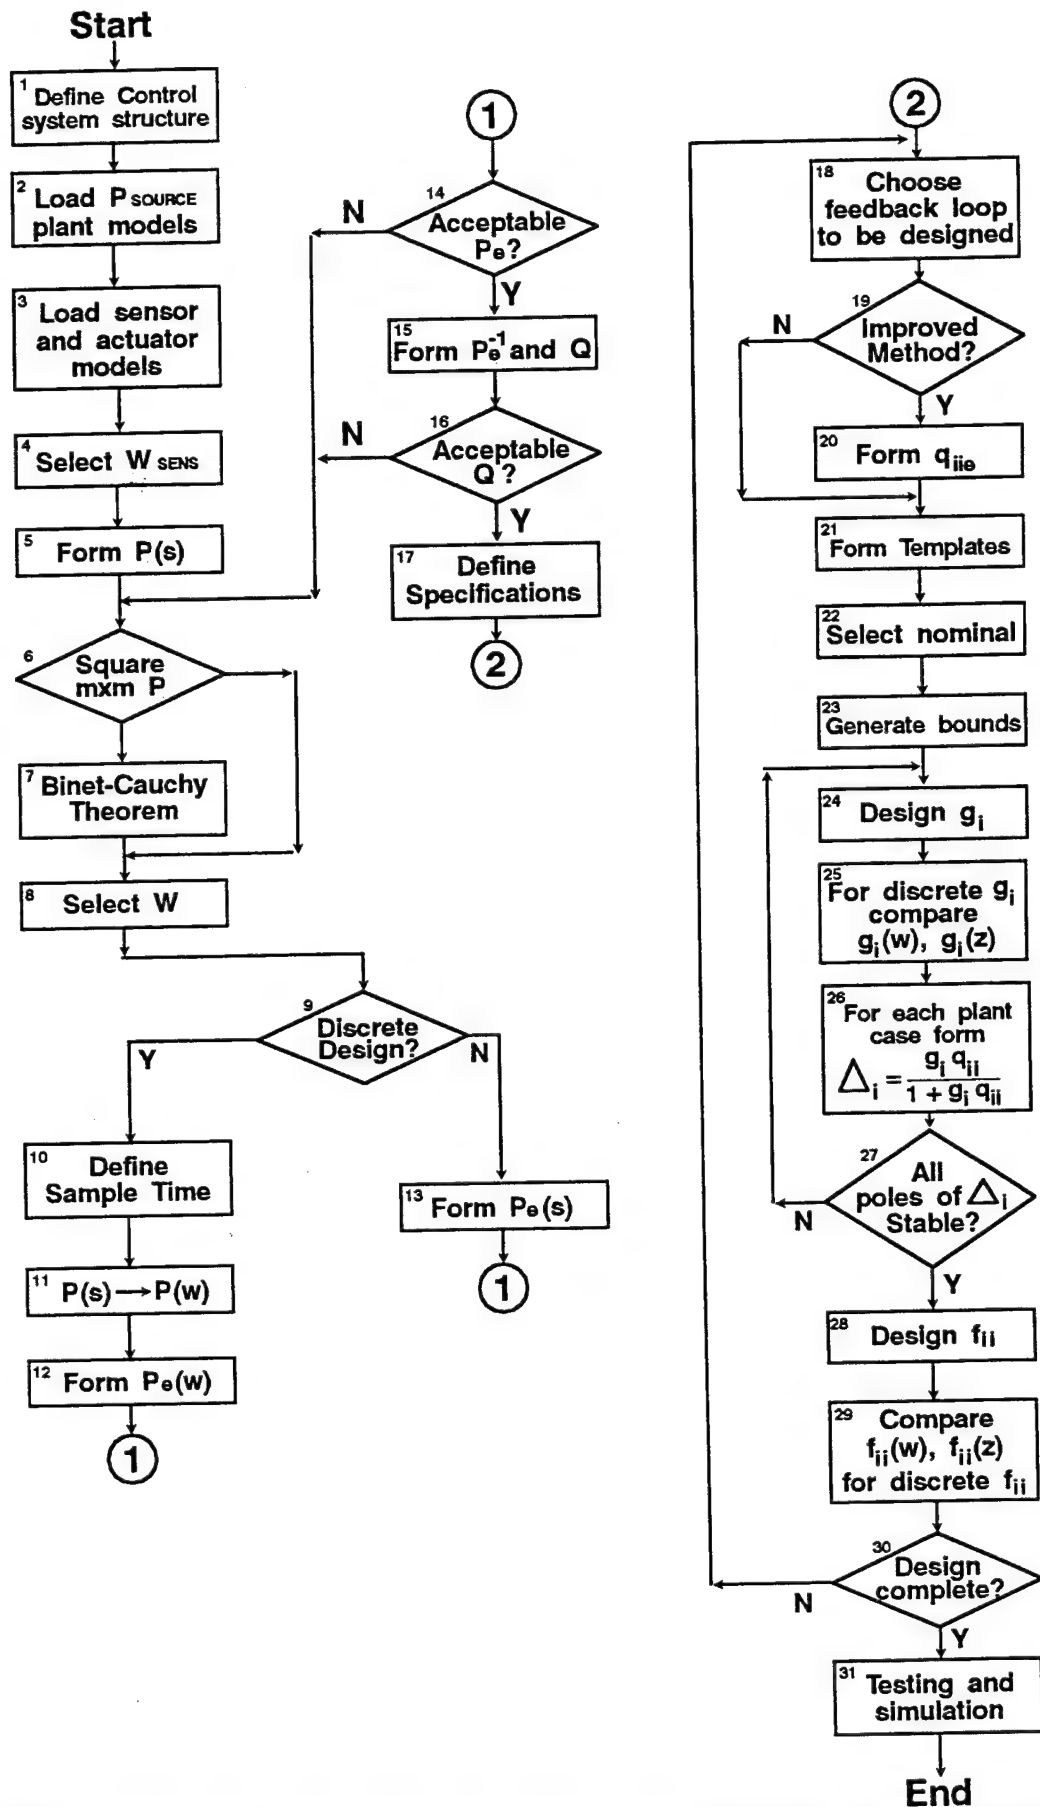 Start
1 Define Control
system structure
2 Load P SOURCE
plant models
3 Load sensor
and actuator
models
4 Select W SENS
5 Form P(s)
6 Square
mxm P
7 Binet-Cauchy
Theorem
8 Select W
9 Discrete
Design?
Y
N
10 Define
Sample Time
11 P(s) → P(w)
12 Form Pe(w)
1
13 Form Pe(s)
1
1
14 Acceptable
Pe?
N
Y
15 Form Pe⁻¹ and Q
16 Acceptable
Q ?
N
Y
17 Define
Specifications
2
2
18 Choose
feedback loop
to be designed
19 Improved
Method?
N
Y
20 Form qiie
21 Form Templates
22 Select nominal
23 Generate bounds
24 Design gi
25 For discrete gi
compare
gi(w), gi(z)
26 For each plant
case form
Δi = gi qii / 1 + gi qii
27 All
poles of Δi
Stable?
N
Y
28 Design fii
29 Compare
fii(w), fii(z)
for discrete fii
30 Design
complete?
N
Y
31 Testing and
simulation
End